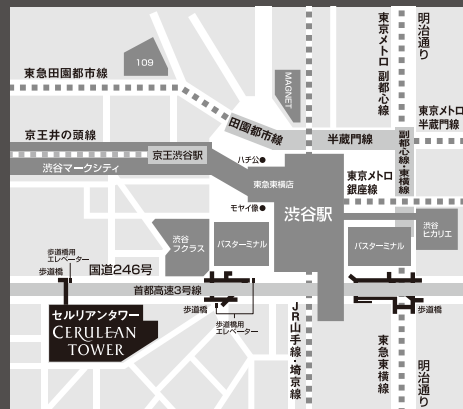 東京メトロ 副都心線
明治通り
109
東急田園都市線
MAGNET
田園都市線
半蔵門線
東京メトロ
半蔵門線
副都心線・東横線
京王井の頭線
京王渋谷駅
渋谷マークシティ
ハチ公
東急東横店
東京メトロ
銀座線
モヤイ像
渋谷駅
渋谷
フクラス
バスターミナル
バスターミナル
渋谷
ヒカリエ
歩道橋用
エレベーター
歩道橋
国道246号
首都高速3号線
歩道橋
歩道橋用
エレベーター
歩道橋
セルリアンタワー
CERULEAN
TOWER
JR山手線・埼京線
東急東横線
明治通り